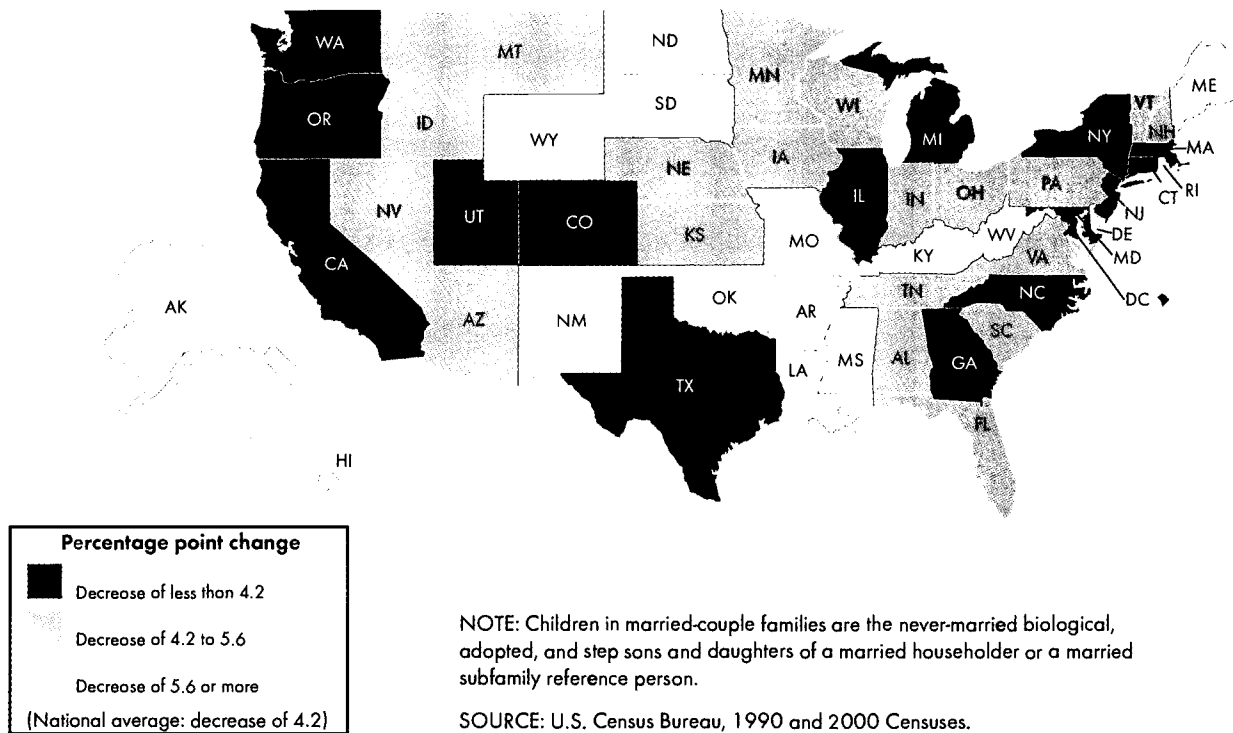 WA
MT
ND
MN
ME
OR
ID
SD
WI
VT
NH
MI
NY
MA
WY
IA
NE
PA
RI
CT
NV
UT
CO
IL
IN
OH
NJ
KS
MO
WV
DE
CA
KY
VA
MD
AK
AZ
NM
OK
TN
NC
DC
AR
SC
MS
AL
GA
LA
TX
FL
HI
Percentage point change
Decrease of less than 4.2
Decrease of 4.2 to 5.6
Decrease of 5.6 or more
(National average: decrease of 4.2)
NOTE: Children in married-couple families are the never-married biological,
adopted, and step sons and daughters of a married householder or a married
subfamily reference person.
SOURCE: U.S. Census Bureau, 1990 and 2000 Censuses.